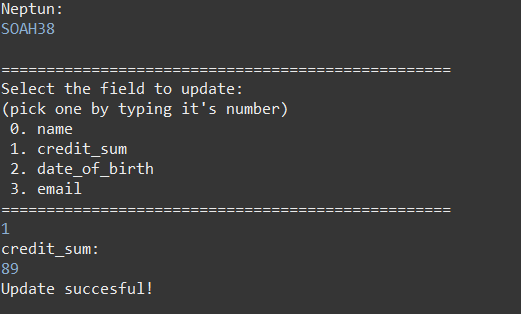 Neptun:
SOAH38
==================================================
Select the field to update:
(pick one by typing it's number)
0. name
1. credit_sum
2. date_of_birth
3. email
==================================================
1
credit_sum:
89
Update succesful!